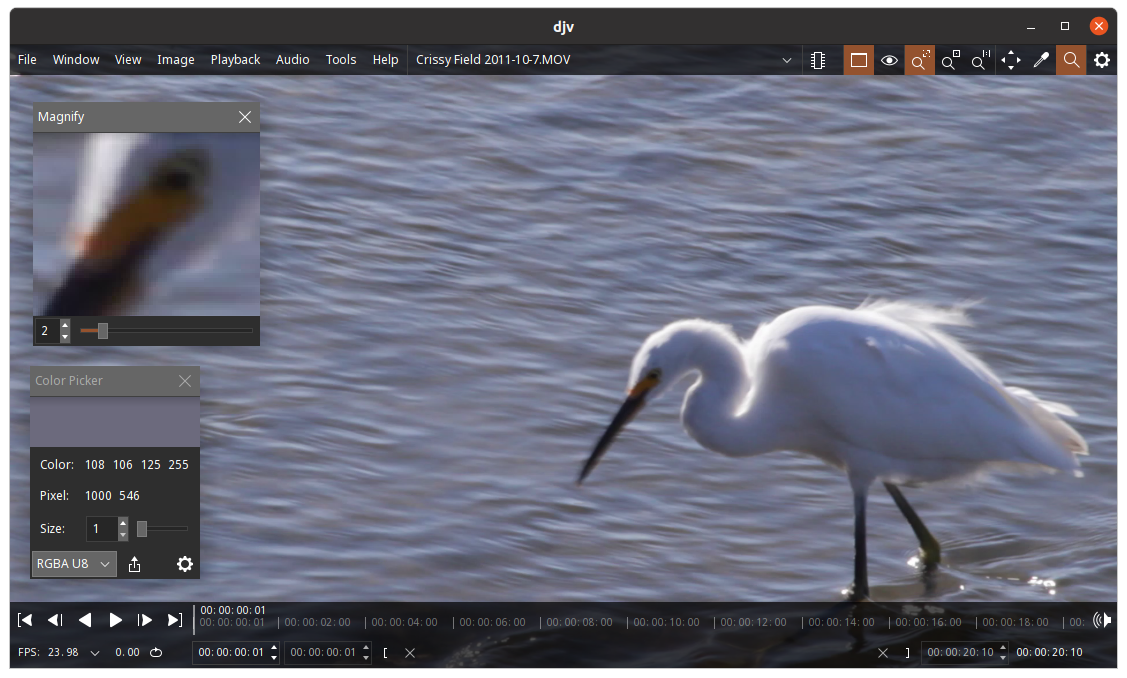 djv
File Window View Image Playback Audio Tools Help Crissy Field 2011-10-7.MOV
Magnify
2
Color Picker
Color: 108 106 125 255
Pixel: 1000 546
Size: 1
RGBA U8
00:00:00:01
00:00:00:01 00:00:02:00 00:00:04:00 00:00:06:00 00:00:08:00 00:00:10:00 00:00:12:00 00:00:14:00 00:00:16:00 00:00:18:00 00:
FPS: 23.98 0.00 00:00:00:01 00:00:00:01 [ ] 00:00:20:10 00:00:20:10